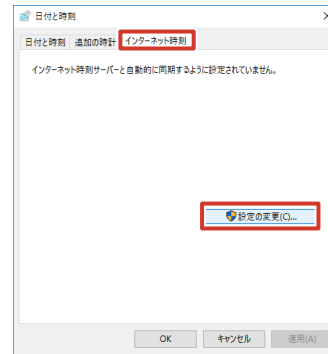 日付と時刻
日付と時刻 追加の時計 インターネット時刻
インターネット時刻サーバーと自動的に同期するように設定されていません。
設定の変更(C)...
OK キャンセル 適用(A)